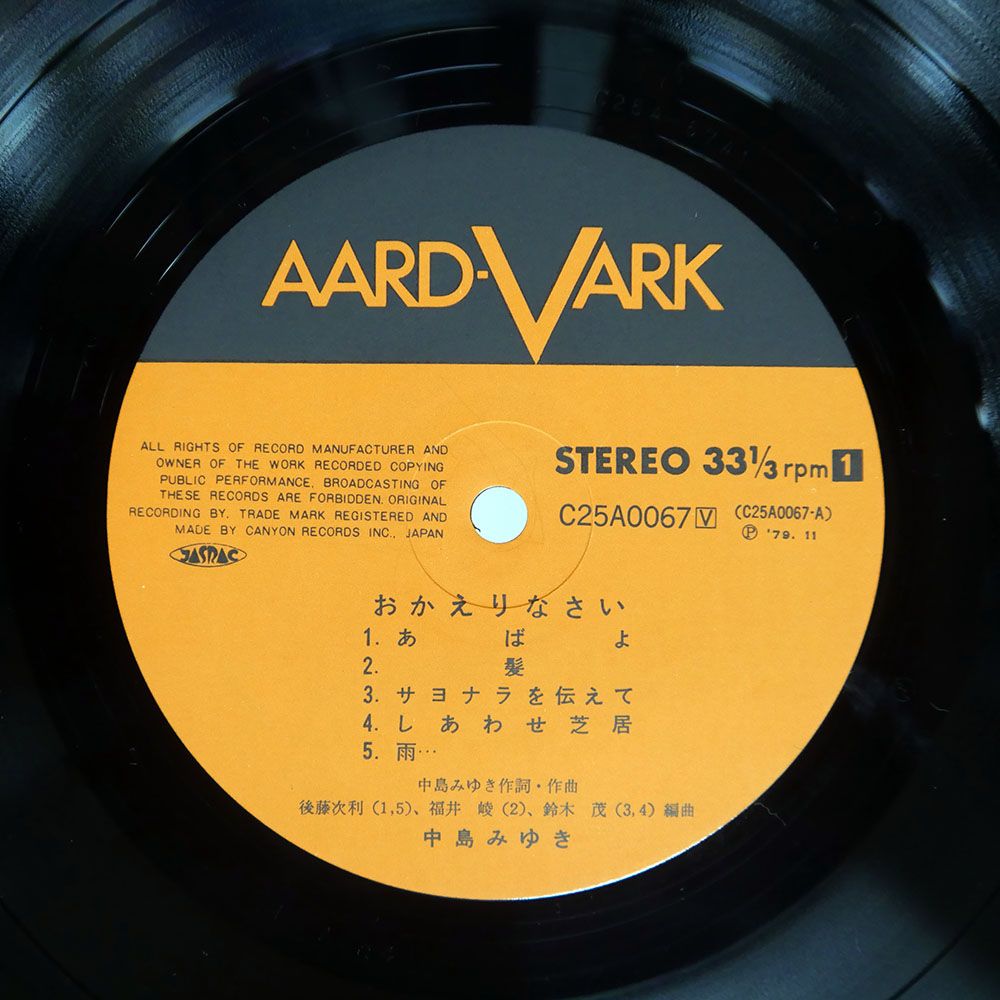 AARD-VARK
ALL RIGHTS OF RECORD MANUFACTURER AND
OWNER OF THE WORK RECORDED COPYING
PUBLIC PERFORMANCE, BROADCASTING OF
THESE RECORDS ARE FORBIDDEN. ORIGINAL
RECORDING BY, TRADE MARK REGISTERED AND
MADE BY CANYON RECORDS INC., JAPAN
JASRAC
STEREO 33⅓ rpm 1
C25A0067 V (C25A0067-A)
Ⓟ '79. 11
おかえりなさい
1. あばよ
2. 髪
3. サヨナラを伝えて
4. しあわせ芝居
5. 雨…
中島みゆき作詞・作曲
後藤次利 (1,5)、福井 崚 (2)、鈴木 茂 (3,4) 編曲
中島みゆき